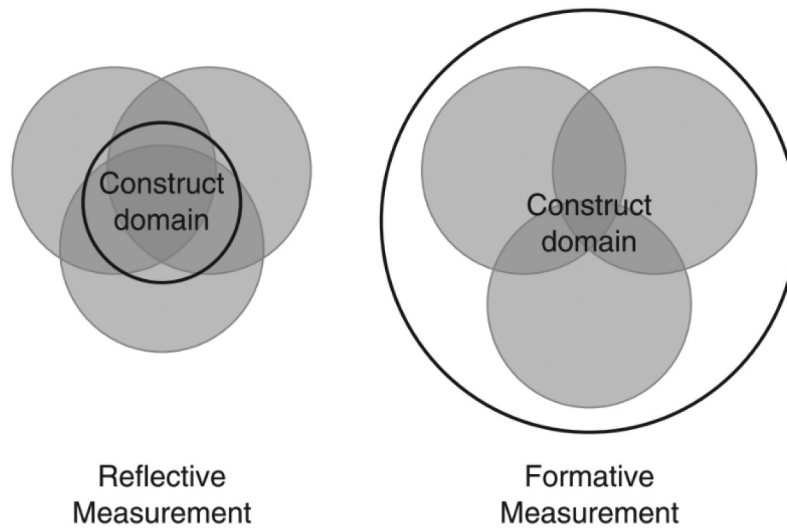 Construct
domain
Construct
domain
Reflective
Measurement
Formative
Measurement